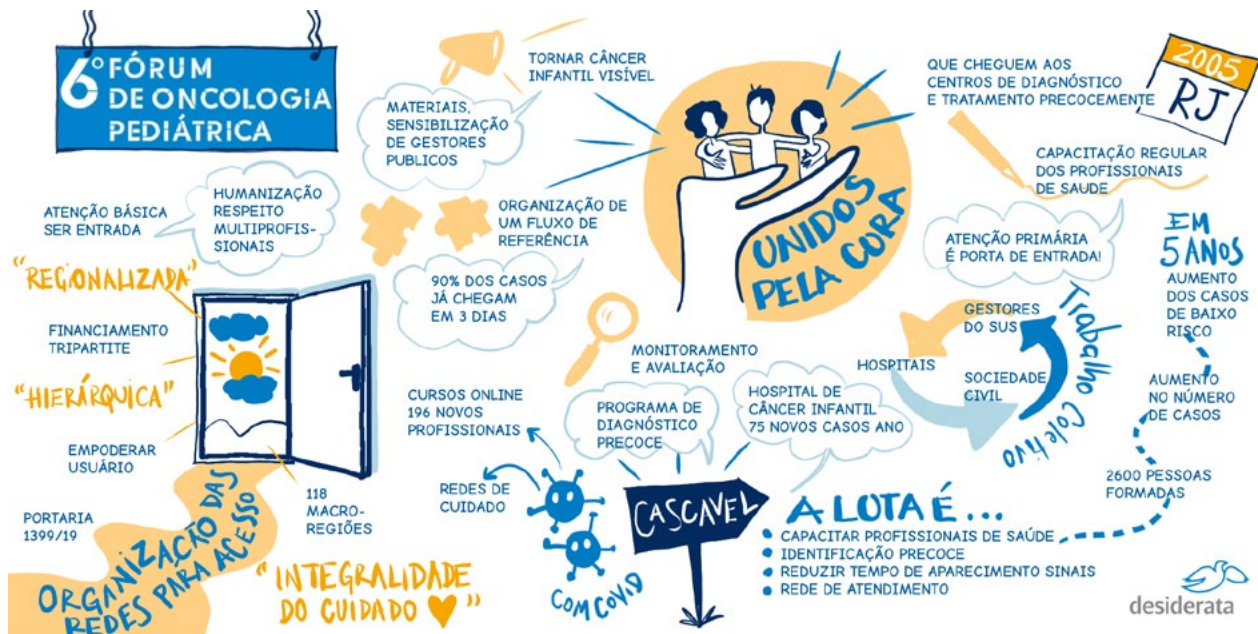 6º FÓRUM
DE ONCOLOGIA
PEDIÁTRICA
TORNAR CÂNCER
INFANTIL VISÍVEL
MATERIAIS,
SENSIBILIZAÇÃO
DE GESTORES
PUBLICOS
ORGANIZAÇÃO DE
UM FLUXO DE
REFERÊNCIA
90% DOS CASOS
JÁ CHEGAM
EM 3 DIAS
UNIDOS
PELA CORA
QUE CHEGUEM AOS
CENTROS DE DIAGNÓSTICO
E TRATAMENTO PRECOCEMENTE
2005
RJ
CAPACITAÇÃO REGULAR
DOS PROFISSIONAIS
DE SAUDE
ATENÇÃO PRIMÁRIA
É PORTA DE ENTRADA!
HUMANIZAÇÃO
RESPEITO
MULTIPROFIS-
SIONAIS
ATENÇÃO BÁSICA
SER ENTRADA
"REGIONALIZADA"
FINANCIAMENTO
TRIPARTITE
"HIERÁRQUICA"
EMPODERAR
USUÁRIO
PORTARIA
1399/19
118
MACRO-
REGIÕES
ORGANIZAÇÃO DAS
REDES PARA ACESSO
"INTEGRALIDADE
DO CUIDADO"
MONITORAMENTO
E AVALIAÇÃO
CURSOS ONLINE
196 NOVOS
PROFISSIONAIS
REDES DE
CUIDADO
COM COVID
PROGRAMA DE
DIAGNÓSTICO
PRECOCE
HOSPITAL DE
CÂNCER INFANTIL
75 NOVOS CASOS ANO
CASCAVEL
GESTORES
DO SUS
HOSPITAIS
SOCIEDADE
CIVIL
Trabalho Coletivo
EM
5 ANOS
AUMENTO
DOS CASOS
DE BAIXO
RISCO
AUMENTO
NO NÚMERO
DE CASOS
2600 PESSOAS
FORMADAS
A LOTA É...
CAPACITAR PROFISSIONAIS DE SAÚDE
IDENTIFICAÇÃO PRECOCE
REDUZIR TEMPO DE APARECIMENTO SINAIS
REDE DE ATENDIMENTO
desiderata